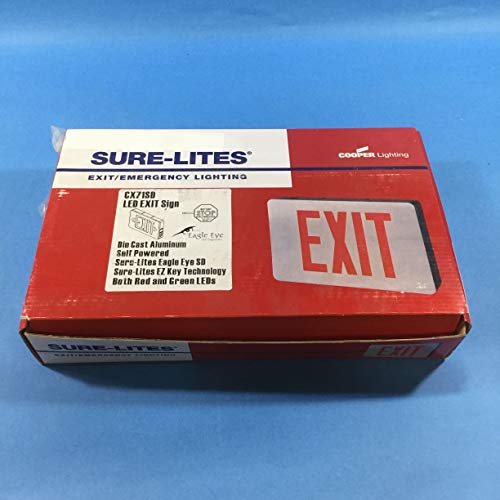 SURE-LITES®
EXIT/EMERGENCY LIGHTING
COOPER Lighting
CX71SD
LED EXIT Sign
EXIT
STOP
Eagle Eye
Die Cast Aluminum
Self Powered
Sure-Lites Eagle Eye SD
Sure-Lites EZ Key Technology
Both Red and Green LEDs
EXIT
SURE-LITES®
EXIT/EMERGENCY LIGHTING
EXIT